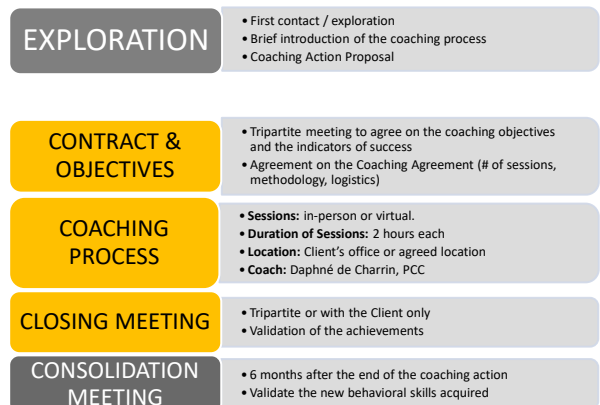 EXPLORATION
• First contact / exploration
• Brief introduction of the coaching process
• Coaching Action Proposal
CONTRACT &
OBJECTIVES
• Tripartite meeting to agree on the coaching objectives
and the indicators of success
• Agreement on the Coaching Agreement (# of sessions,
methodology, logistics)
COACHING
PROCESS
• Sessions: in-person or virtual.
• Duration of Sessions: 2 hours each
• Location: Client's office or agreed location
• Coach: Daphné de Charrin, PCC
CLOSING MEETING
• Tripartite or with the Client only
• Validation of the achievements
CONSOLIDATION
MEETING
• 6 months after the end of the coaching action
• Validate the new behavioral skills acquired